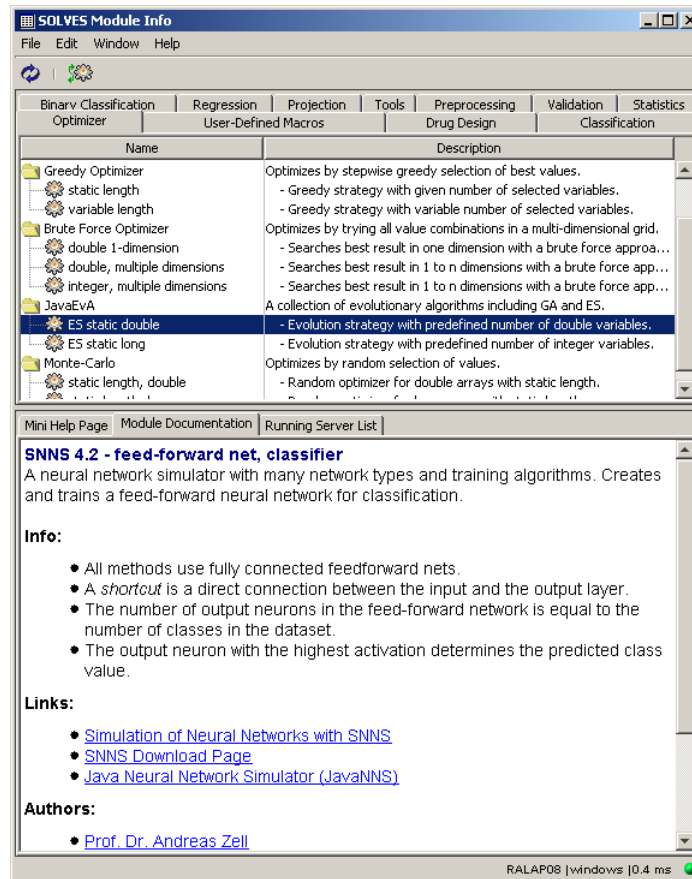 SOLVES Module Info
File Edit Window Help
Binary Classification Regression Projection Tools Preprocessing Validation Statistics
Optimizer User-Defined Macros Drug Design Classification
Name Description
Greedy Optimizer Optimizes by stepwise greedy selection of best values.
static length - Greedy strategy with given number of selected variables.
variable length - Greedy strategy with variable number of selected variables.
Brute Force Optimizer Optimizes by trying all value combinations in a multi-dimensional grid.
double 1-dimension - Searches best result in one dimension with a brute force approa...
double, multiple dimensions - Searches best result in 1 to n dimensions with a brute force app...
integer, multiple dimensions - Searches best result in 1 to n dimensions with a brute force app...
JavaEvA A collection of evolutionary algorithms including GA and ES.
ES static double - Evolution strategy with predefined number of double variables.
ES static long - Evolution strategy with predefined number of integer variables.
Monte-Carlo Optimizes by random selection of values.
static length, double - Random optimizer for double arrays with static length.
Mini Help Page Module Documentation Running Server List
SNNS 4.2 - feed-forward net, classifier
A neural network simulator with many network types and training algorithms. Creates
and trains a feed-forward neural network for classification.
Info:
All methods use fully connected feedforward nets.
A shortcut is a direct connection between the input and the output layer.
The number of output neurons in the feed-forward network is equal to the
number of classes in the dataset.
The output neuron with the highest activation determines the predicted class
value.
Links:
Simulation of Neural Networks with SNNS
SNNS Download Page
Java Neural Network Simulator (JavaNNS)
Authors:
Prof. Dr. Andreas Zell
RALAP08 |windows |0.4 ms